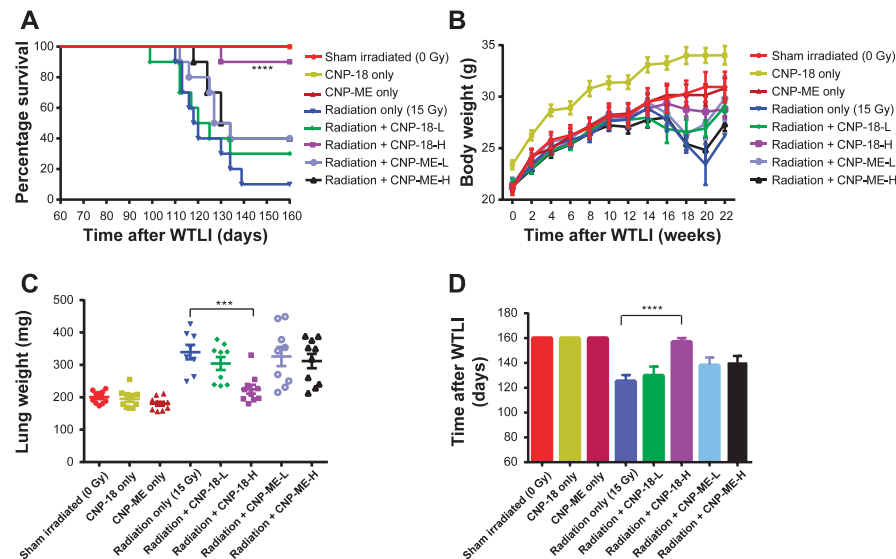 A
Percentage survival
100
80
60
40
20
0
60 70 80 90 100 110 120 130 140 150 160
Time after WTLI (days)
****
Sham irradiated (0 Gy)
CNP-18 only
CNP-ME only
Radiation only (15 Gy)
Radiation + CNP-18-L
Radiation + CNP-18-H
Radiation + CNP-ME-L
Radiation + CNP-ME-H
B
Body weight (g)
35
30
25
20
0 2 4 6 8 10 12 14 16 18 20 22
Time after WTLI (weeks)
Sham irradiated (0 Gy)
CNP-18 only
CNP-ME only
Radiation only (15 Gy)
Radiation + CNP-18-L
Radiation + CNP-18-H
Radiation + CNP-ME-L
Radiation + CNP-ME-H
C
Lung weight (mg)
500
400
300
200
100
0
***
Sham irradiated (0 Gy)
CNP-18 only
CNP-ME only
Radiation only (15 Gy)
Radiation + CNP-18-L
Radiation + CNP-18-H
Radiation + CNP-ME-L
Radiation + CNP-ME-H
D
Time after WTLI
(days)
180
160
140
120
100
80
60
****
Sham irradiated (0 Gy)
CNP-18 only
CNP-ME only
Radiation only (15 Gy)
Radiation + CNP-18-L
Radiation + CNP-18-H
Radiation + CNP-ME-L
Radiation + CNP-ME-H